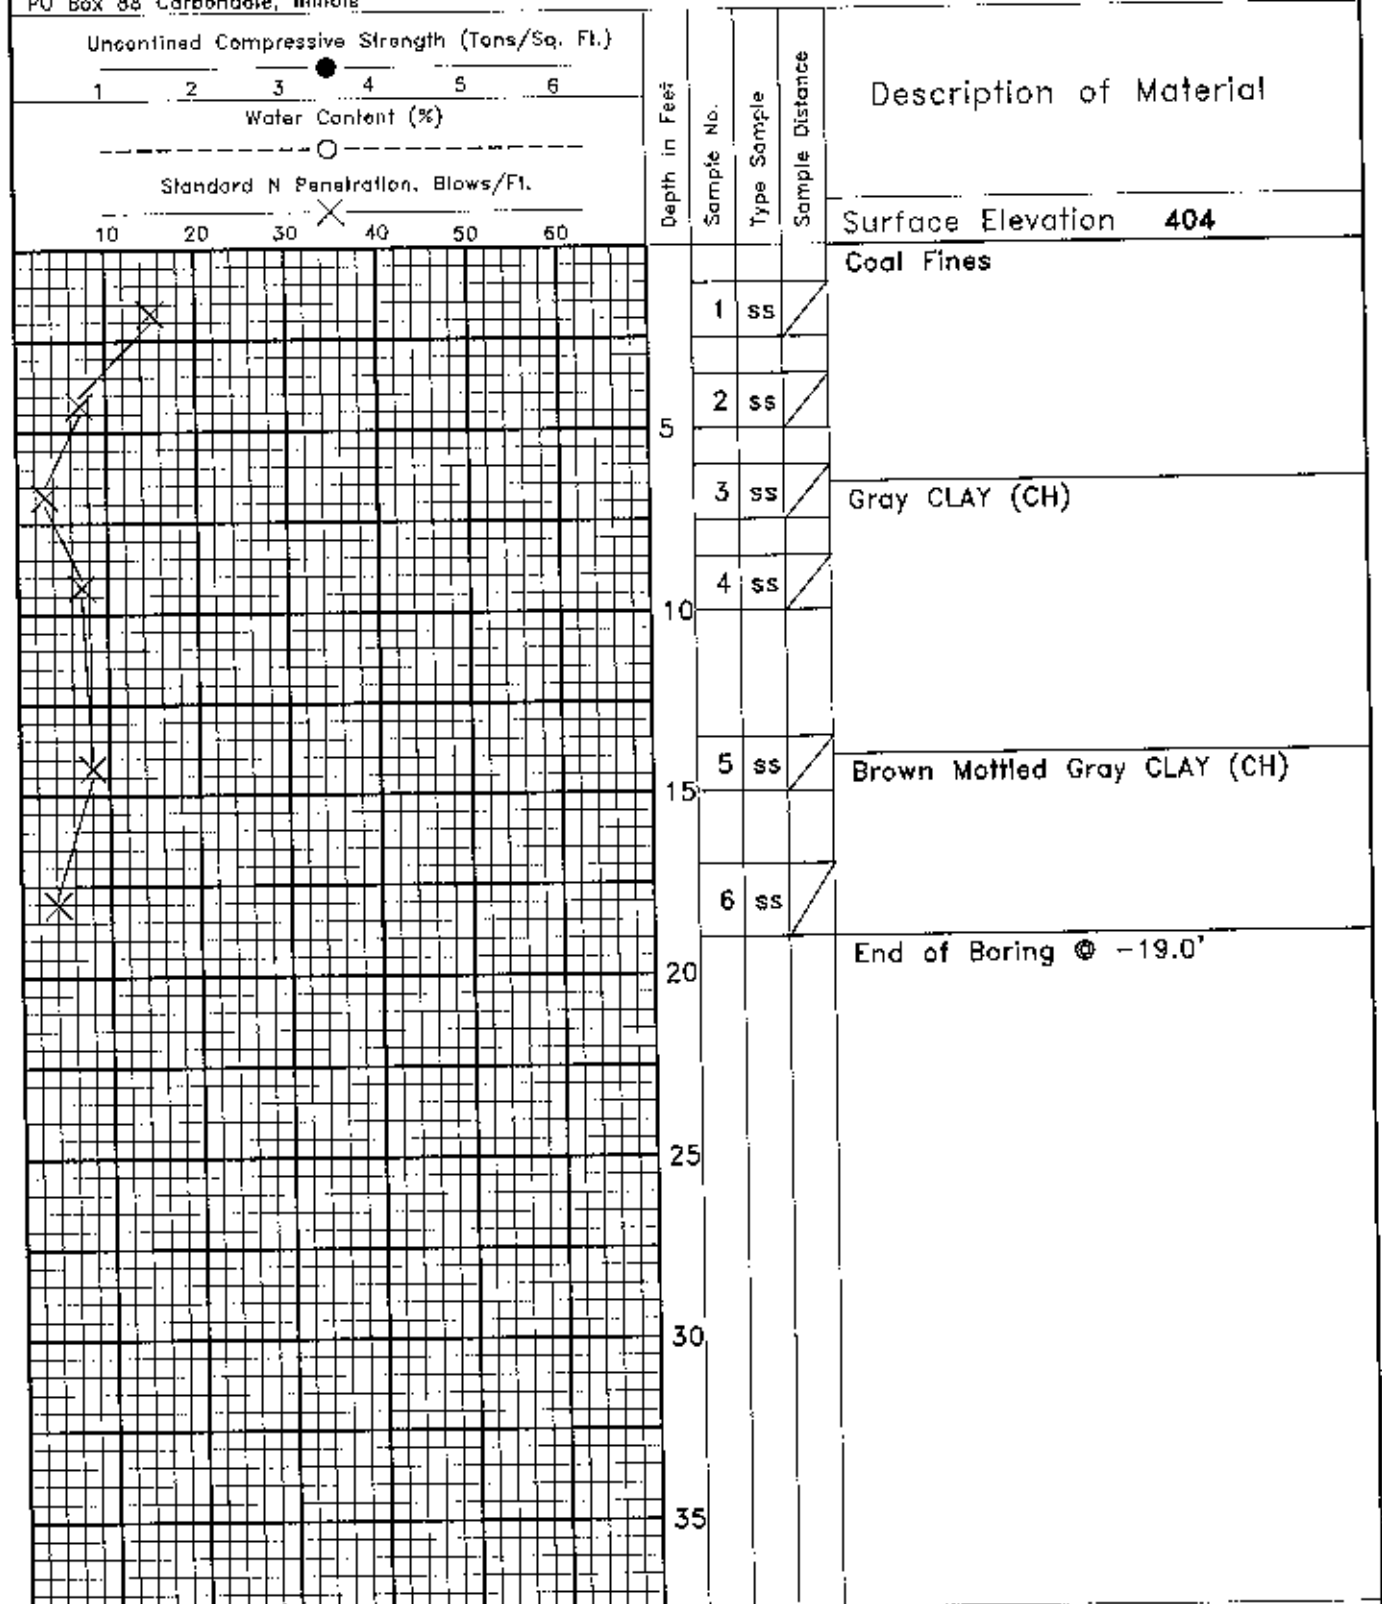 PO Box 88 Carbondale, Illinois
Unconfined Compressive Strength (Tons/Sq. Ft.)
1 2 3 4 5 6
Water Content (%)
Standard N Penetration, Blows/Ft.
10 20 30 40 50 60
Depth in Feet
Sample No.
Type Sample
Sample Distance
Description of Material
Surface Elevation 404
Coal Fines
1 ss
2 ss
5
3 ss
Gray CLAY (CH)
4 ss
10
5 ss
Brown Mottled Gray CLAY (CH)
15
6 ss
End of Boring @ -19.0'
20
25
30
35